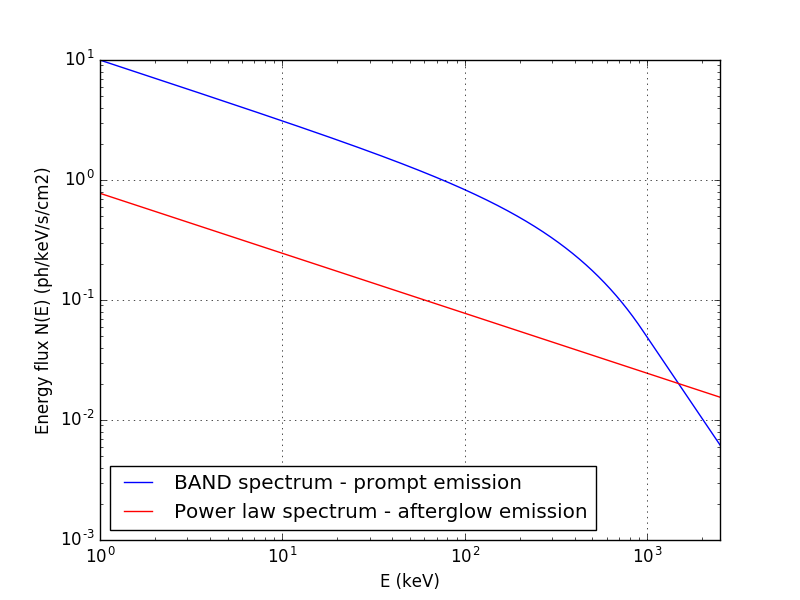 10^1
10^0
10^-1
10^-2
10^-3
Energy flux N(E) (ph/keV/s/cm2)
BAND spectrum - prompt emission
Power law spectrum - afterglow emission
10^0
10^1
10^2
10^3
E (keV)